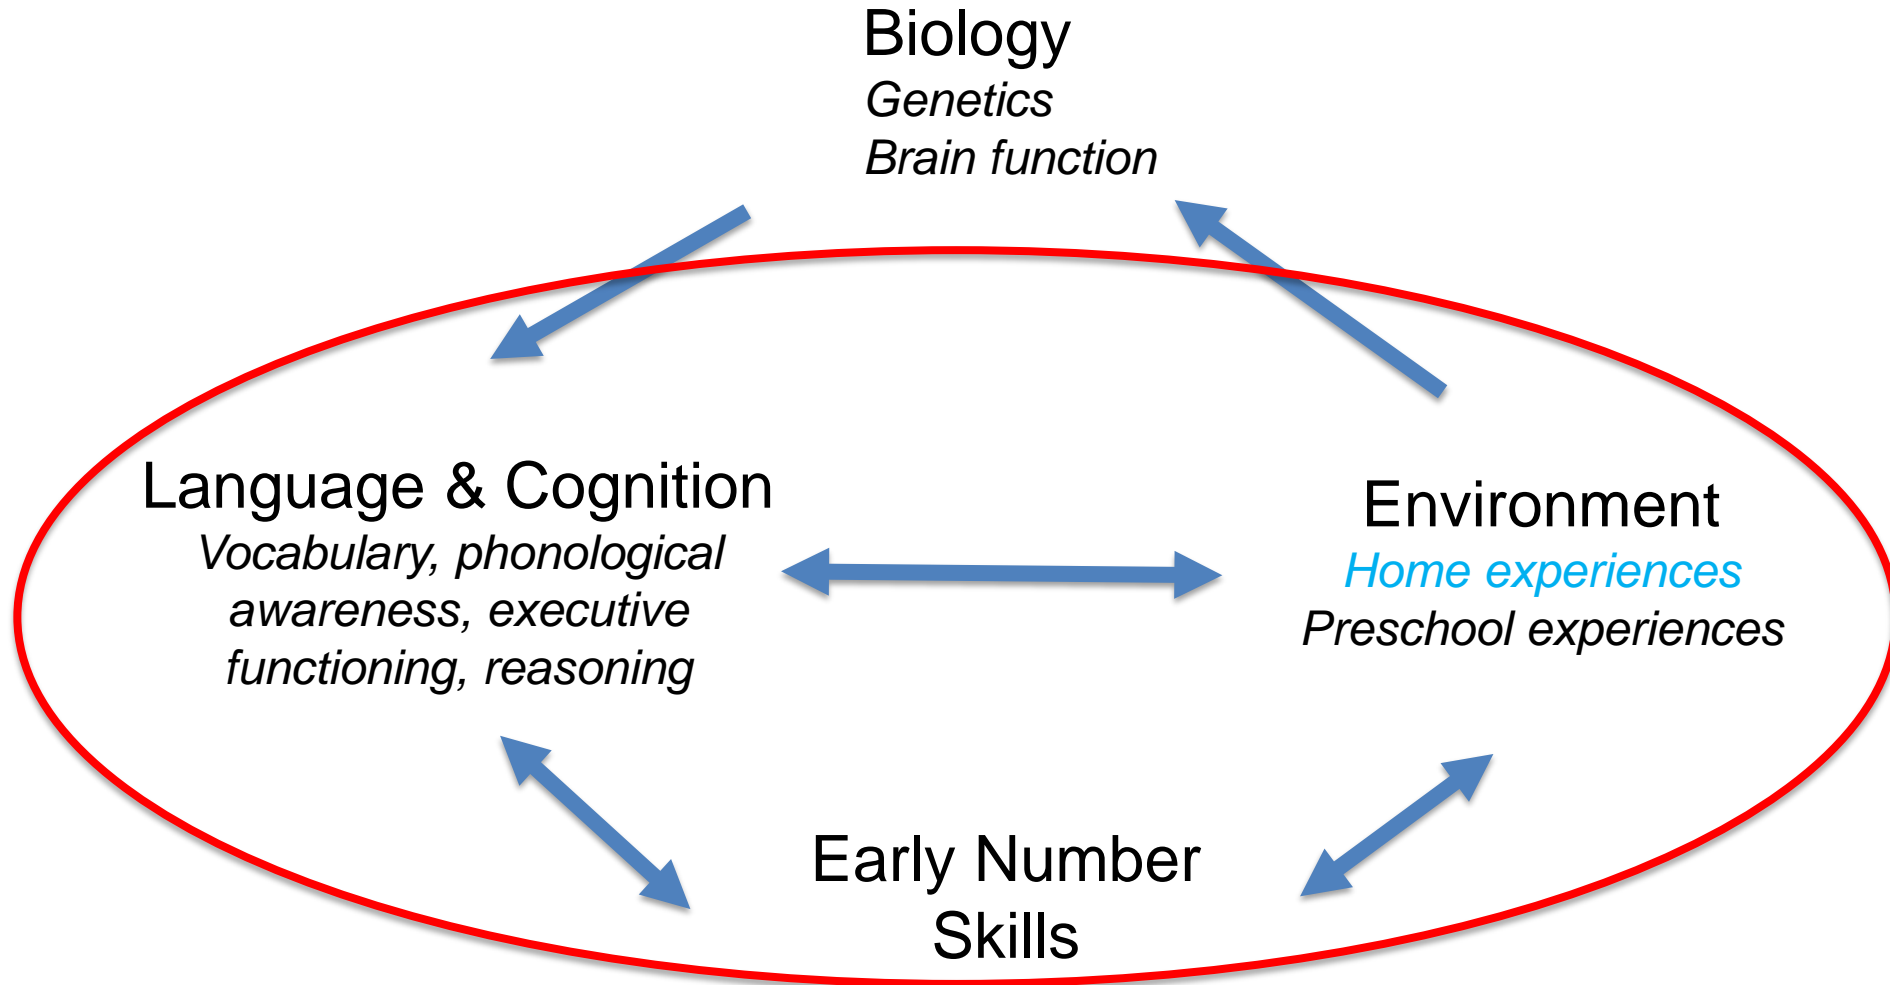 Biology
Genetics
Brain function
Language & Cognition
Vocabulary, phonological
awareness, executive
functioning, reasoning
Environment
Home experiences
Preschool experiences
Early Number
Skills